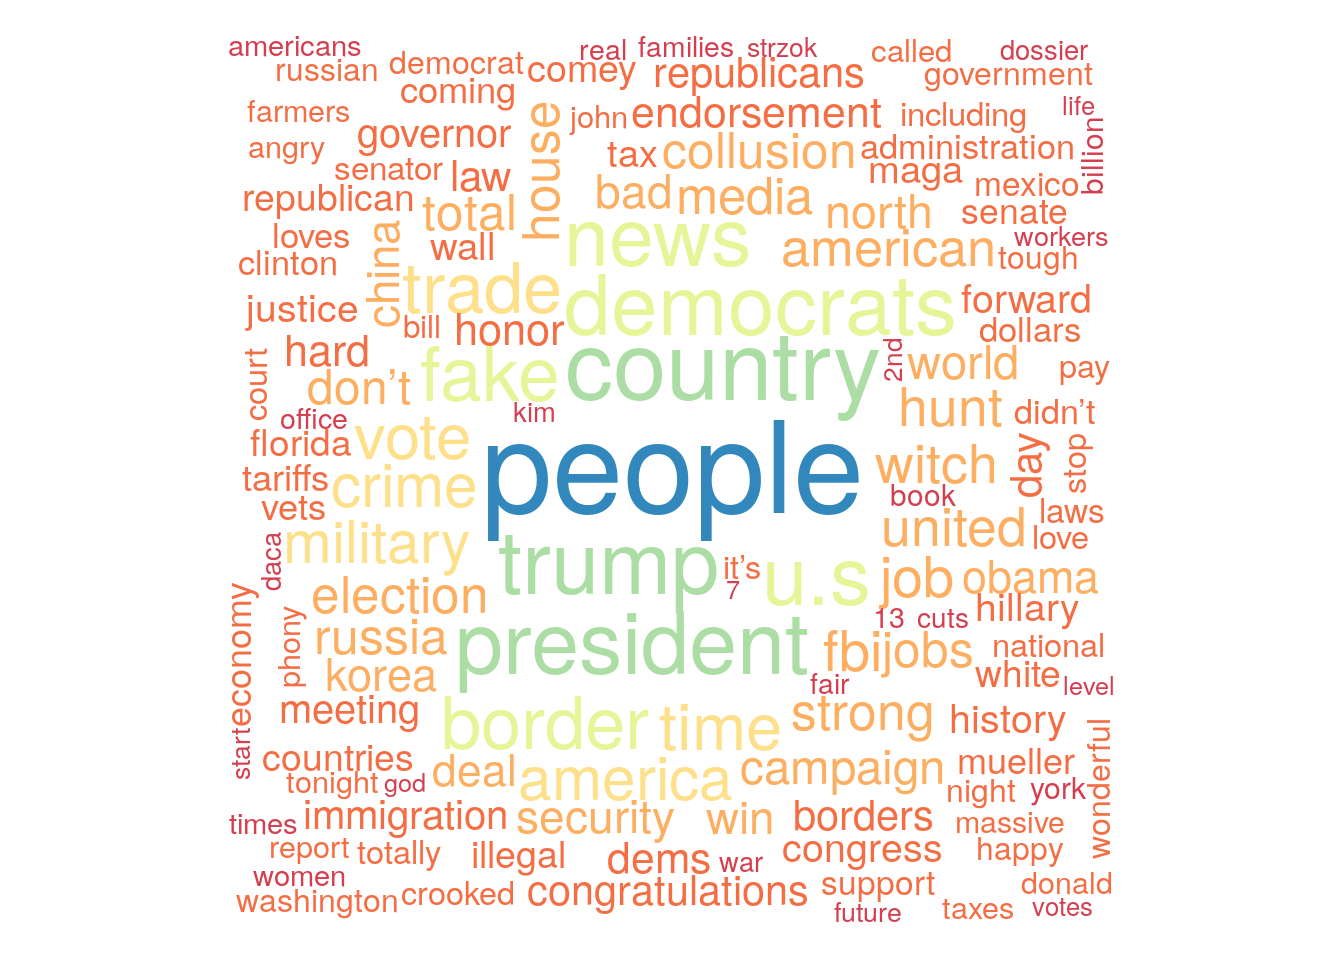 americans real families strzok called dossier
russian democrat comey republicans government
coming life
farmers house john endorsement including billion
governor
angry tax collusion administration
senator law maga
republican bad media mexico
total north senate
loves china wall news american workers
clinton tough
trade democrats
justice forward
bill honor dollars
hard fake country 2nd world pay
court don’t
office kim hunt didn’t
florida vote day stop
tariffs crime people witch
vets book laws
military united love
daca trump it’s u.s job obama
election 7
economy phony 13 cuts hillary
russia president fbi jobs national
korea white
fair level
meeting border time strong history
start wonderful
countries deal america campaign mueller
tonight god night york
times immigration security win borders massive
report totally illegal dems war congress happy
women
washington crooked congratulations support donald
future taxes votes